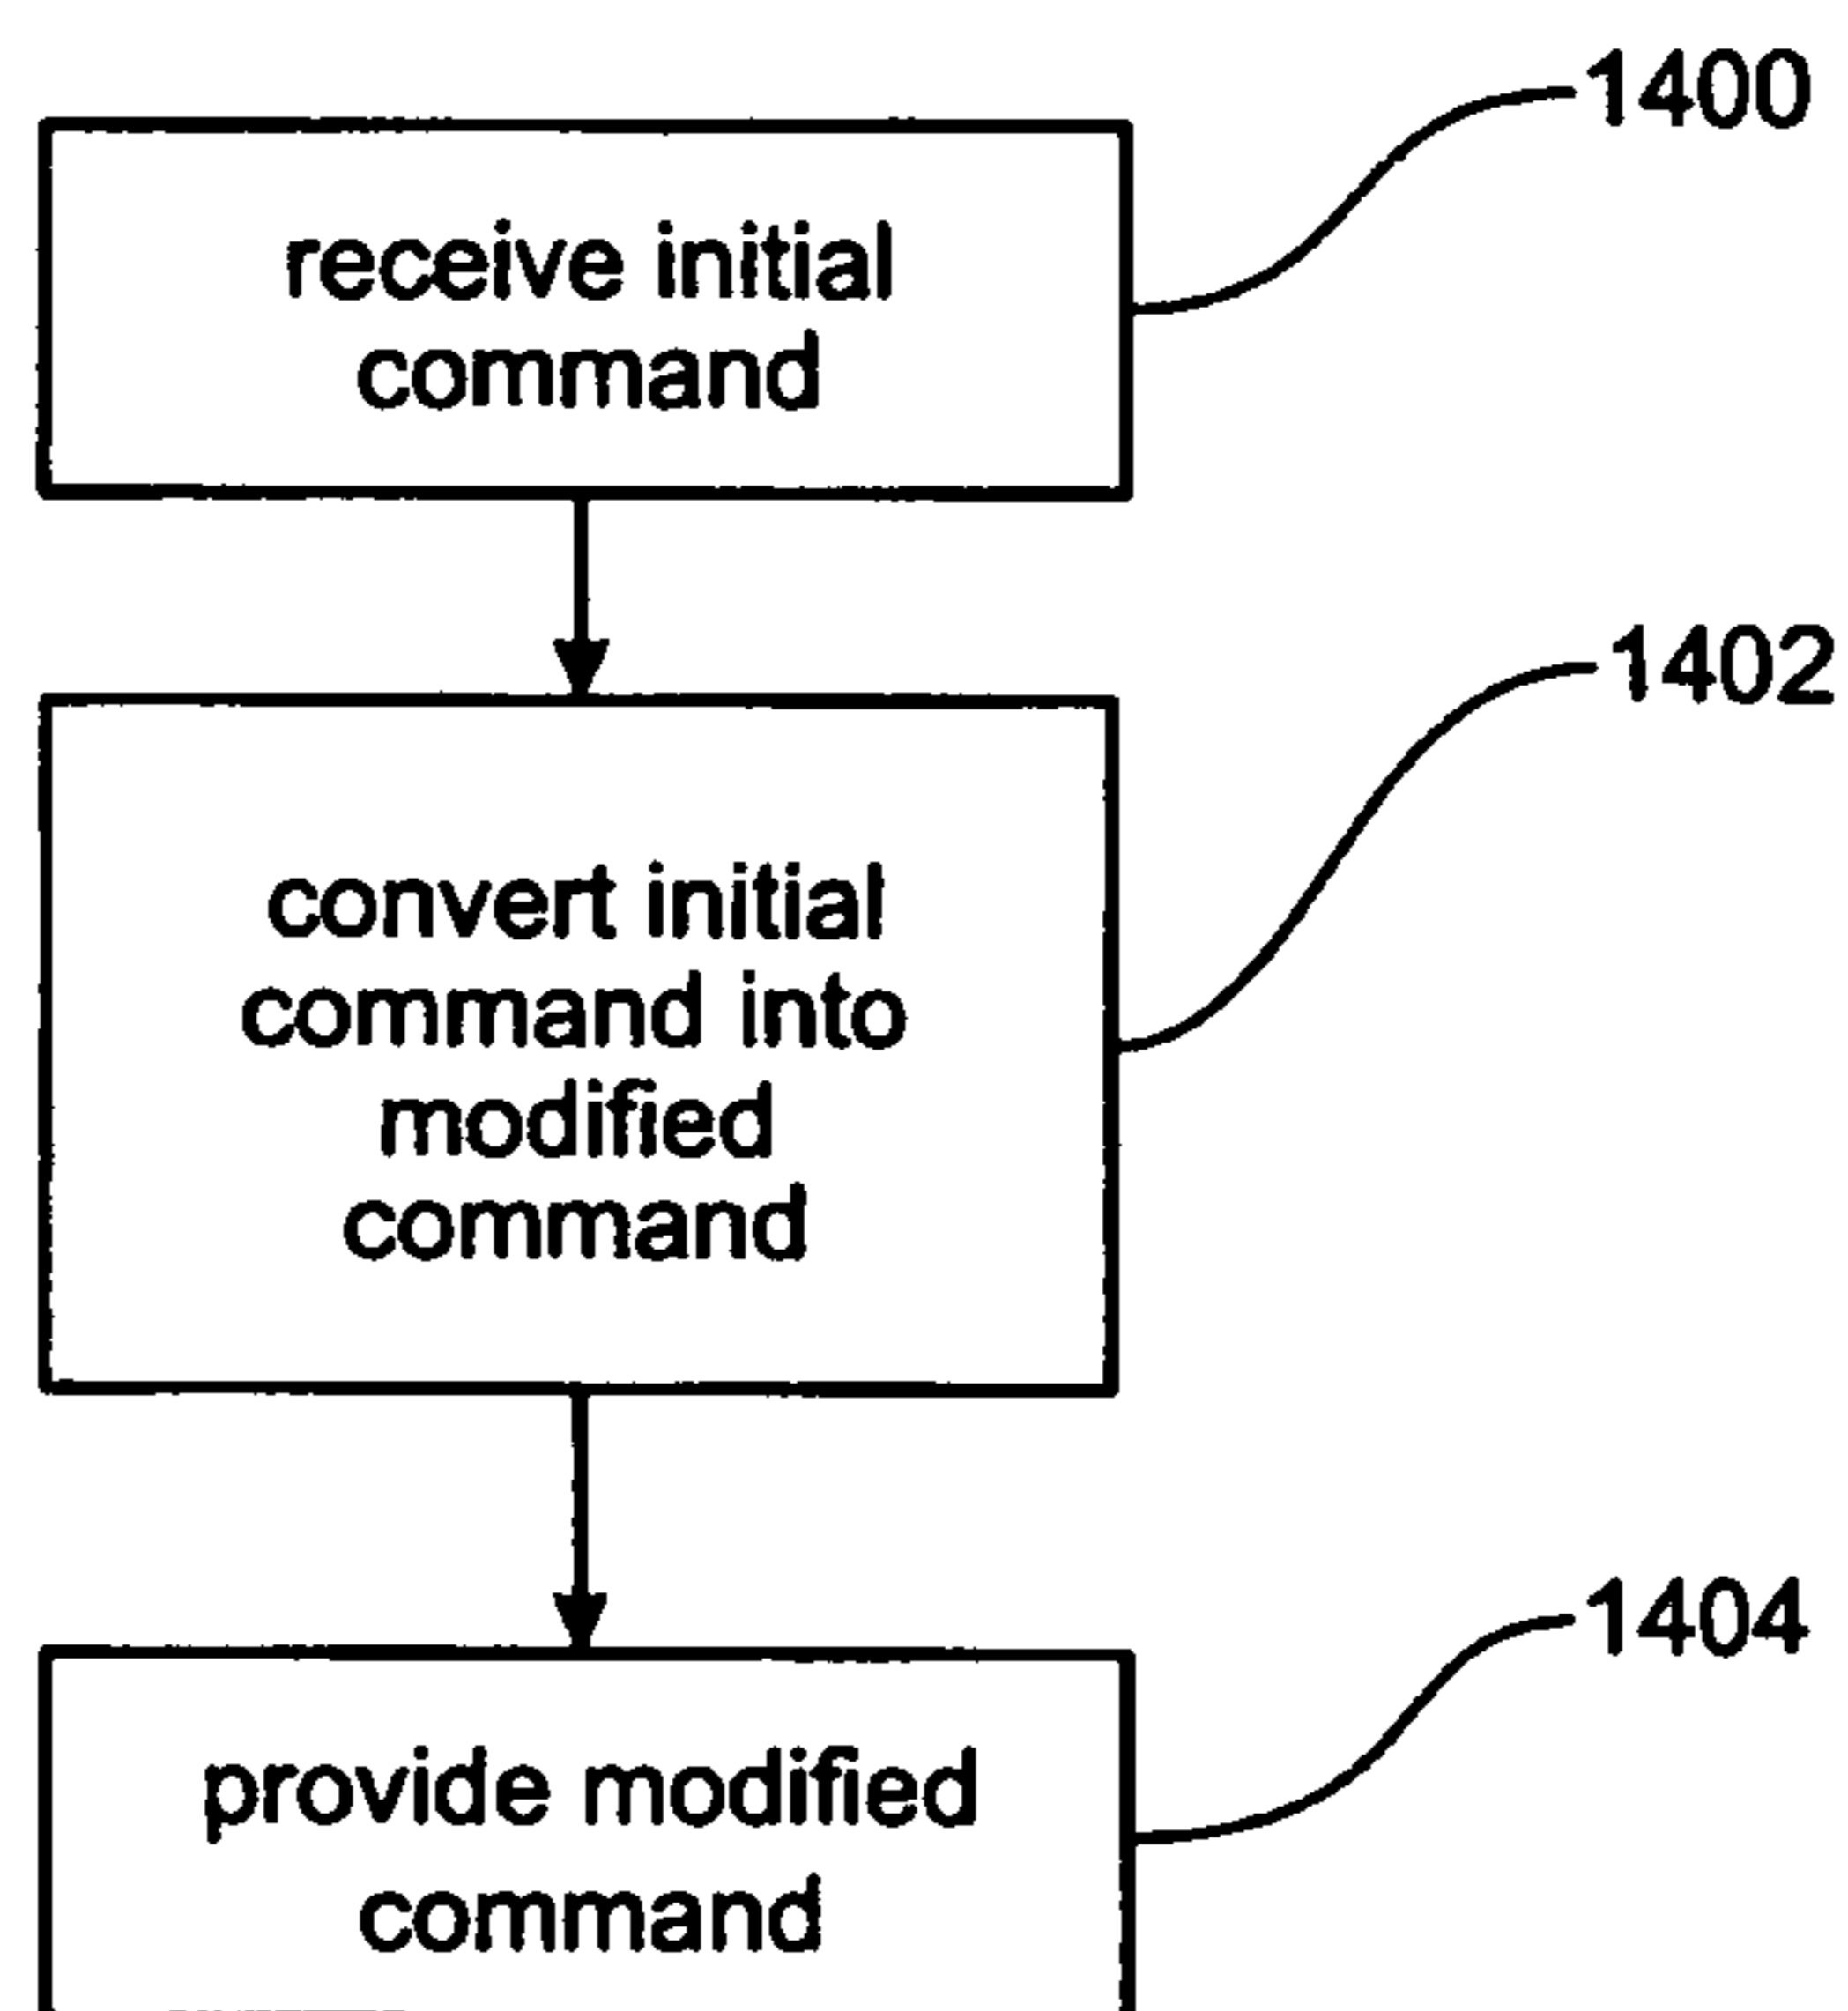 1400
receive initial
command
1402
convert initial
command into
modified
command
1404
provide modified
command